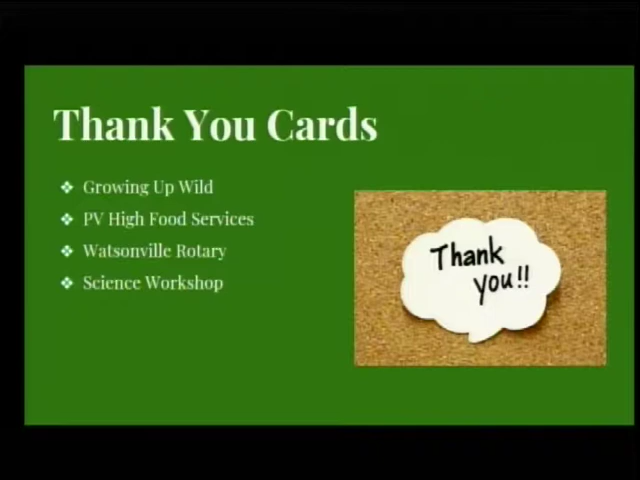 Thank You Cards
❖ Growing Up Wild
❖ PV High Food Services
❖ Watsonville Rotary
❖ Science Workshop
Thank
you!!